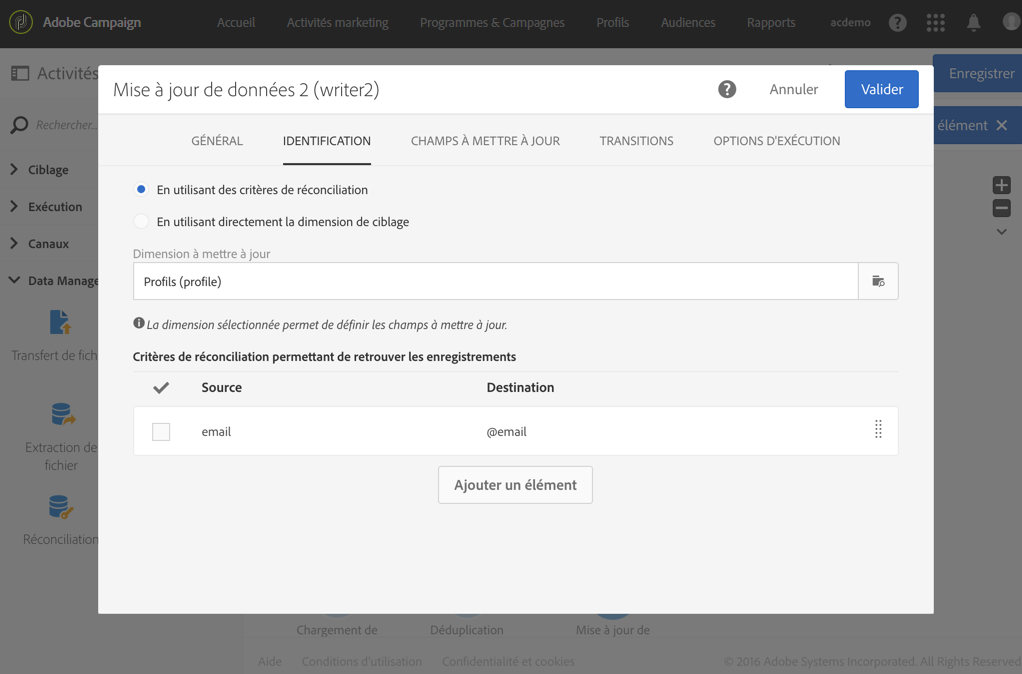 Adobe Campaign
Accueil
Activités marketing
Programmes & Campagnes
Profils
Audiences
Rapports
acdemo
Activités
Enregistrer
Mise à jour de données 2 (writer2)
Annuler
Valider
Rechercher...
élément
GÉNÉRAL
IDENTIFICATION
CHAMPS À METTRE À JOUR
TRANSITIONS
OPTIONS D'EXÉCUTION
Ciblage
Exécution
Canaux
Data Manage
En utilisant des critères de réconciliation
En utilisant directement la dimension de ciblage
Dimension à mettre à jour
Profils (profile)
La dimension sélectionnée permet de définir les champs à mettre à jour.
Transfert de fich
Critères de réconciliation permettant de retrouver les enregistrements
Source
Destination
email
@email
Extraction de
fichier
Ajouter un élément
Réconciliation
Chargement de
Déduplication
Mise à jour de
Aide
Conditions d'utilisation
Confidentialité et cookies
© 2016 Adobe Systems Incorporated. All Rights Reserved